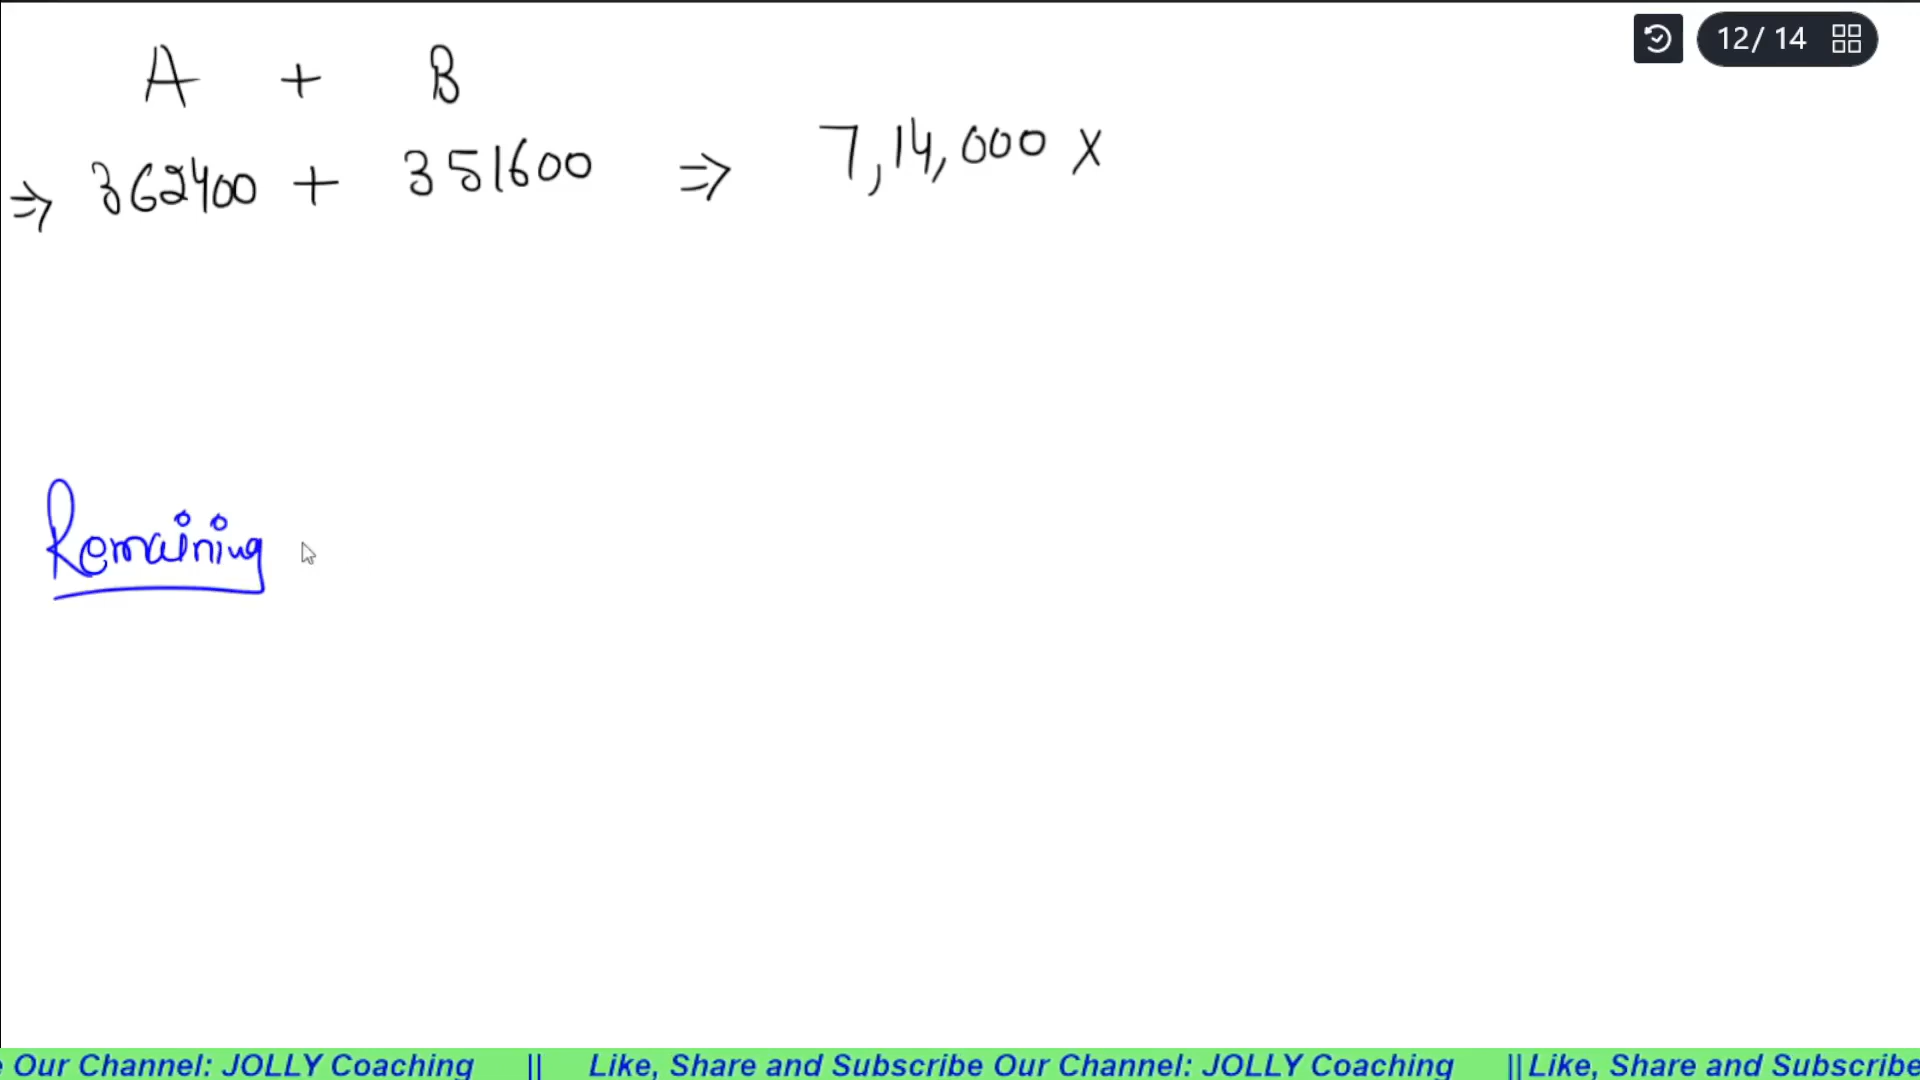 12/ 14
A + B
⇒ 362400 + 351600 ⇒ 7,14,000 X
Remaining
Our Channel: JOLLY Coaching || Like, Share and Subscribe Our Channel: JOLLY Coaching || Like, Share and Subscribe